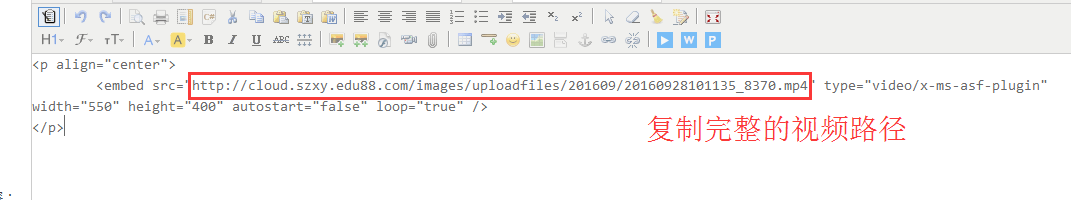 H1 F TT A A B I U ABC
W P
<p align="center">
<embed src="http://cloud.szxy.edu88.com/images/uploadfiles/201609/20160928101135_8370.mp4" type="video/x-ms-asf-plugin"
width="550" height="400" autostart="false" loop="true" />
</p>
复制完整的视频路径